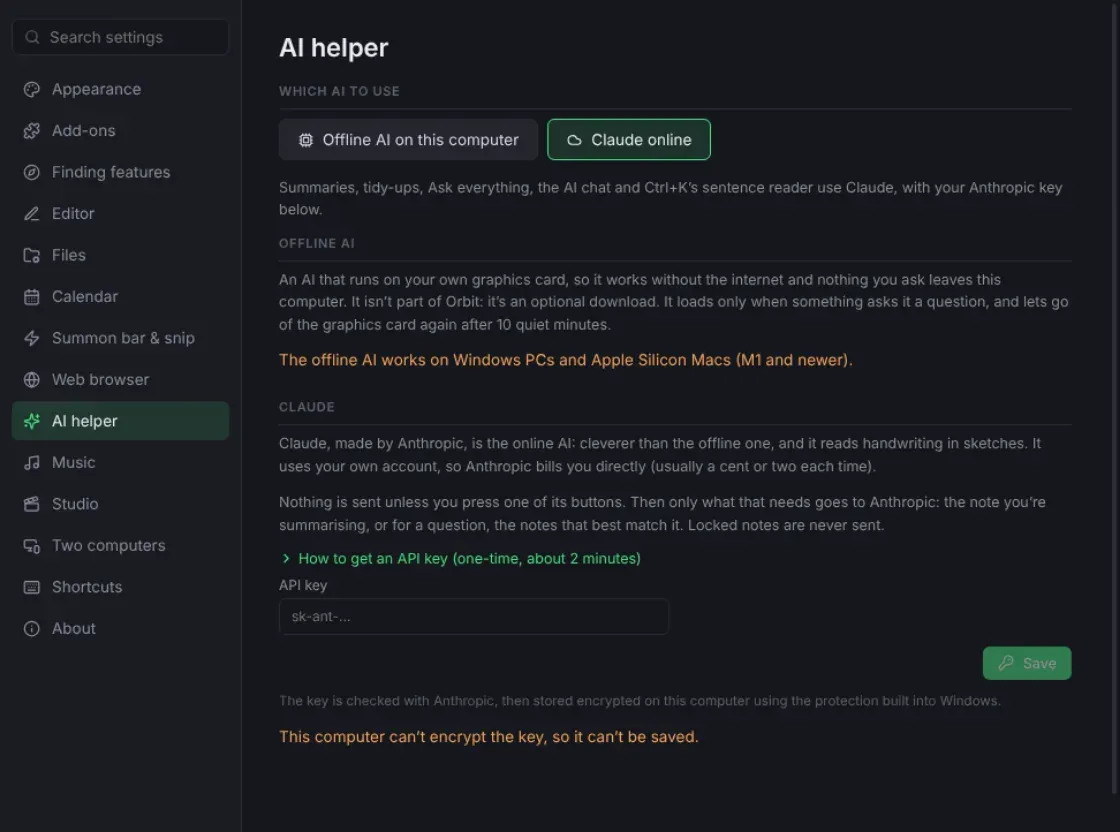 Search settings
Appearance
Add-ons
Finding features
Editor
Files
Calendar
Summon bar & snip
Web browser
AI helper
Music
Studio
Two computers
Shortcuts
About
AI helper
WHICH AI TO USE
Offline AI on this computer
Claude online
Summaries, tidy-ups, Ask everything, the AI chat and Ctrl+K’s sentence reader use Claude, with your Anthropic key
below.
OFFLINE AI
An AI that runs on your own graphics card, so it works without the internet and nothing you ask leaves this
computer. It isn’t part of Orbit: it’s an optional download. It loads only when something asks it a question, and lets go
of the graphics card again after 10 quiet minutes.
The offline AI works on Windows PCs and Apple Silicon Macs (M1 and newer).
CLAUDE
Claude, made by Anthropic, is the online AI: cleverer than the offline one, and it reads handwriting in sketches. It
uses your own account, so Anthropic bills you directly (usually a cent or two each time).
Nothing is sent unless you press one of its buttons. Then only what that needs goes to Anthropic: the note you’re
summarising, or for a question, the notes that best match it. Locked notes are never sent.
How to get an API key (one-time, about 2 minutes)
API key
sk-ant-...
Save
The key is checked with Anthropic, then stored encrypted on this computer using the protection built into Windows.
This computer can’t encrypt the key, so it can’t be saved.